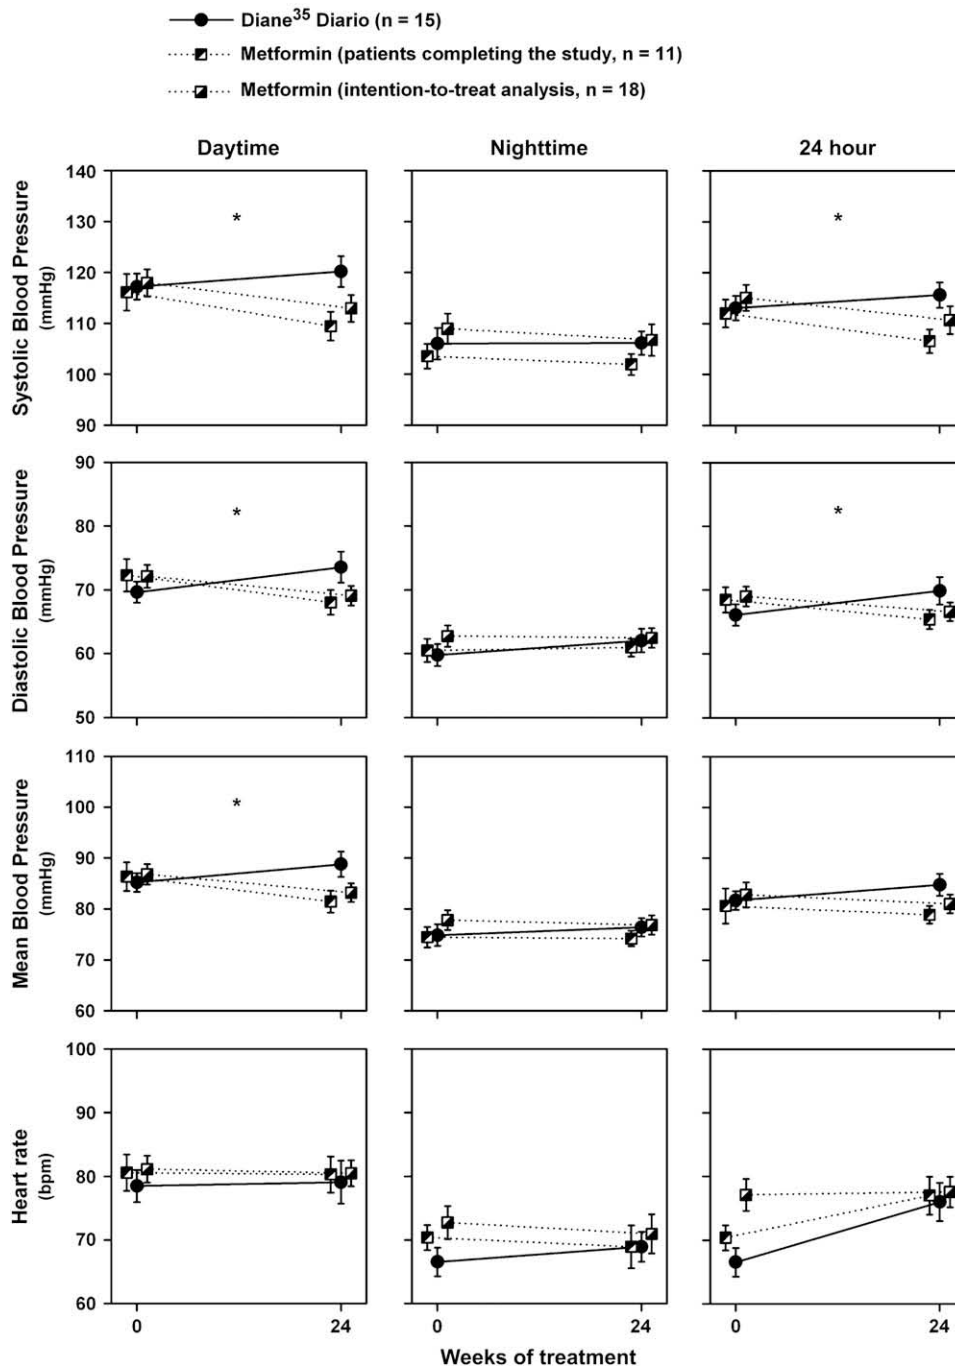 Diane35 Diario (n = 15)
Metformin (patients completing the study, n = 11)
Metformin (intention-to-treat analysis, n = 18)
Daytime
Nighttime
24 hour
Systolic Blood Pressure
(mmHg)
140
130
120
110
100
90
*
*
Diastolic Blood Pressure
(mmHg)
90
80
70
60
50
*
*
Mean Blood Pressure
(mmHg)
110
100
90
80
70
60
*
Heart rate
(bpm)
100
90
80
70
60
0 24 0 24 0 24
Weeks of treatment